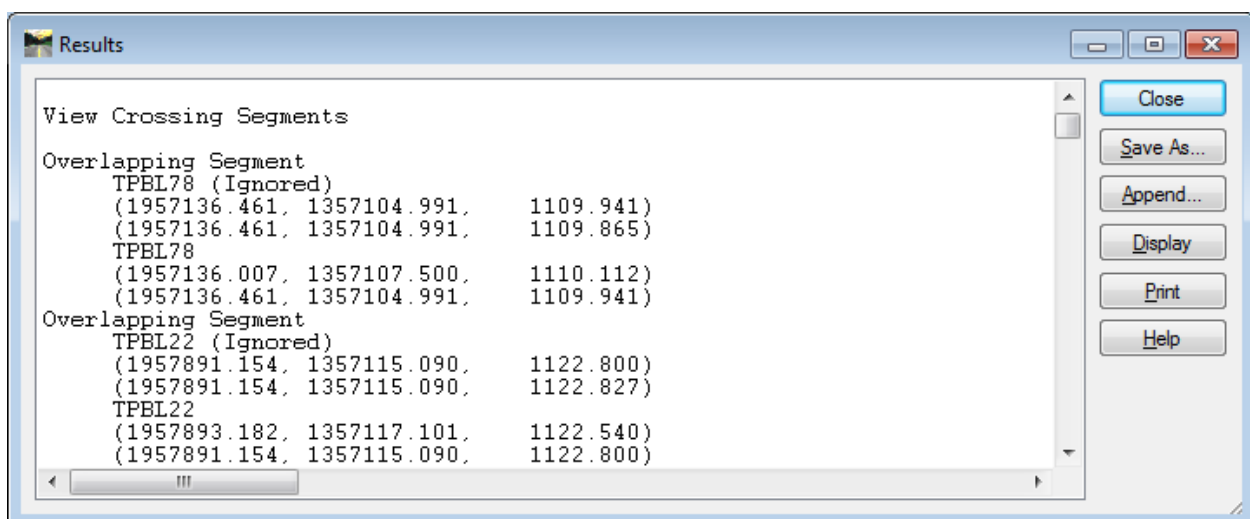 Results
View Crossing Segments
Overlapping Segment
TPBL78 (Ignored)
(1957136.461, 1357104.991, 1109.941)
(1957136.461, 1357104.991, 1109.865)
TPBL78
(1957136.007, 1357107.500, 1110.112)
(1957136.461, 1357104.991, 1109.941)
Overlapping Segment
TPBL22 (Ignored)
(1957891.154, 1357115.090, 1122.800)
(1957891.154, 1357115.090, 1122.827)
TPBL22
(1957893.182, 1357117.101, 1122.540)
(1957891.154, 1357115.090, 1122.800)
Close
Save As...
Append...
Display
Print
Help